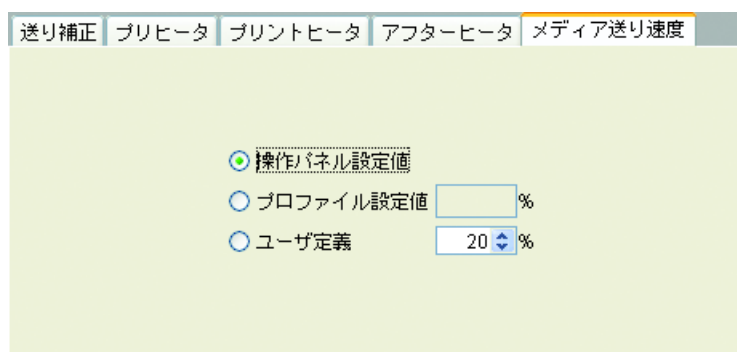 送り補正 プリヒータ プリントヒータ アフターヒータ メディア送り速度
操作パネル設定値
プロファイル設定値 %
ユーザ定義 20 %